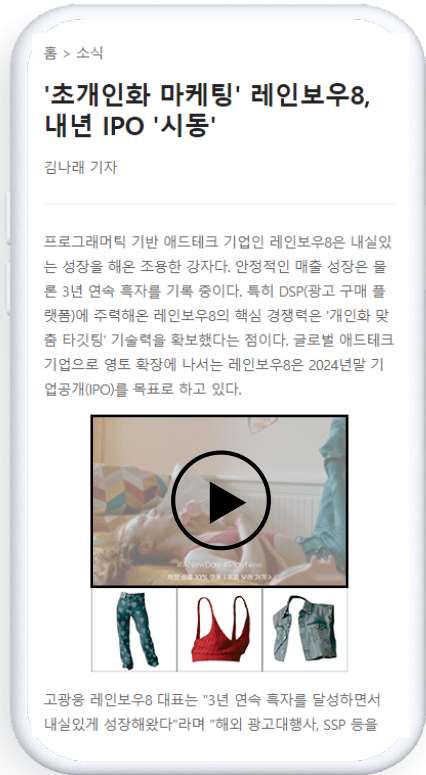 홈 > 소식
'초개인화 마케팅' 레인보우8,
내년 IPO '시동'
김나래 기자
프로그래머틱 기반 애드테크 기업인 레인보우8은 내실있
는 성장을 해온 조용한 강자다. 안정적인 매출 성장은 물
론 3년 연속 흑자를 기록 중이다. 특히 DSP(광고 구매 플
랫폼)에 주력해온 레인보우8의 핵심 경쟁력은 '개인화 맞
춤 타깃팅' 기술력을 확보했다는 점이다. 글로벌 애드테크
기업으로 영토 확장에 나서는 레인보우8은 2024년말 기
업공개(IPO)를 목표로 하고 있다.
#ANewDay #PlayNew
30%
고광웅 레인보우8 대표는 "3년 연속 흑자를 달성하면서
내실있게 성장해왔다"라며 "해외 광고대행사, SSP 등을